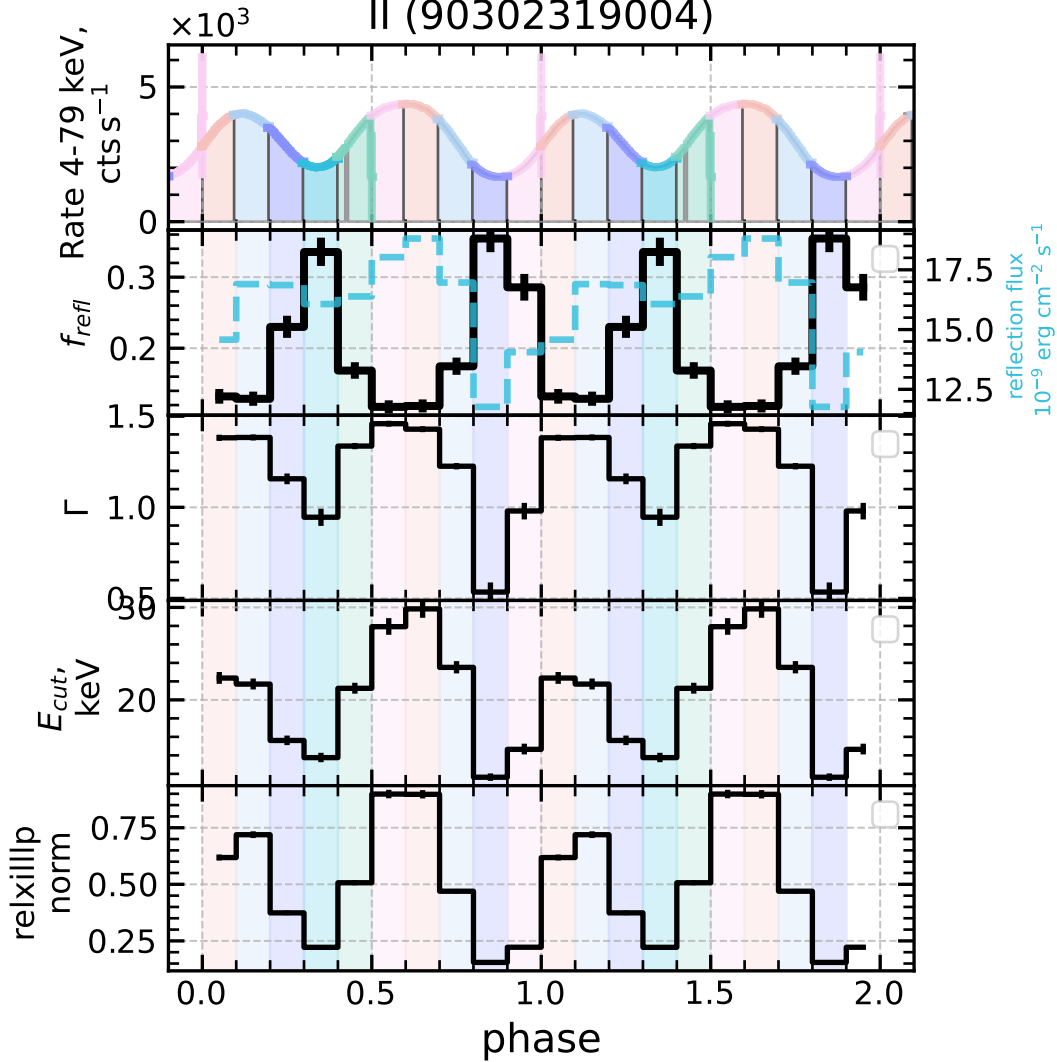 II (90302319004)
×10³
Rate 4-79 keV,
cts s⁻¹
5
0
f_refl
0.3
0.2
17.5
15.0
12.5
reflection flux
10⁻⁹ erg cm⁻² s⁻¹
Γ
1.5
1.0
0.5
E_cut,
keV
30
20
relxilllp
norm
0.75
0.50
0.25
0.0 0.5 1.0 1.5 2.0
phase